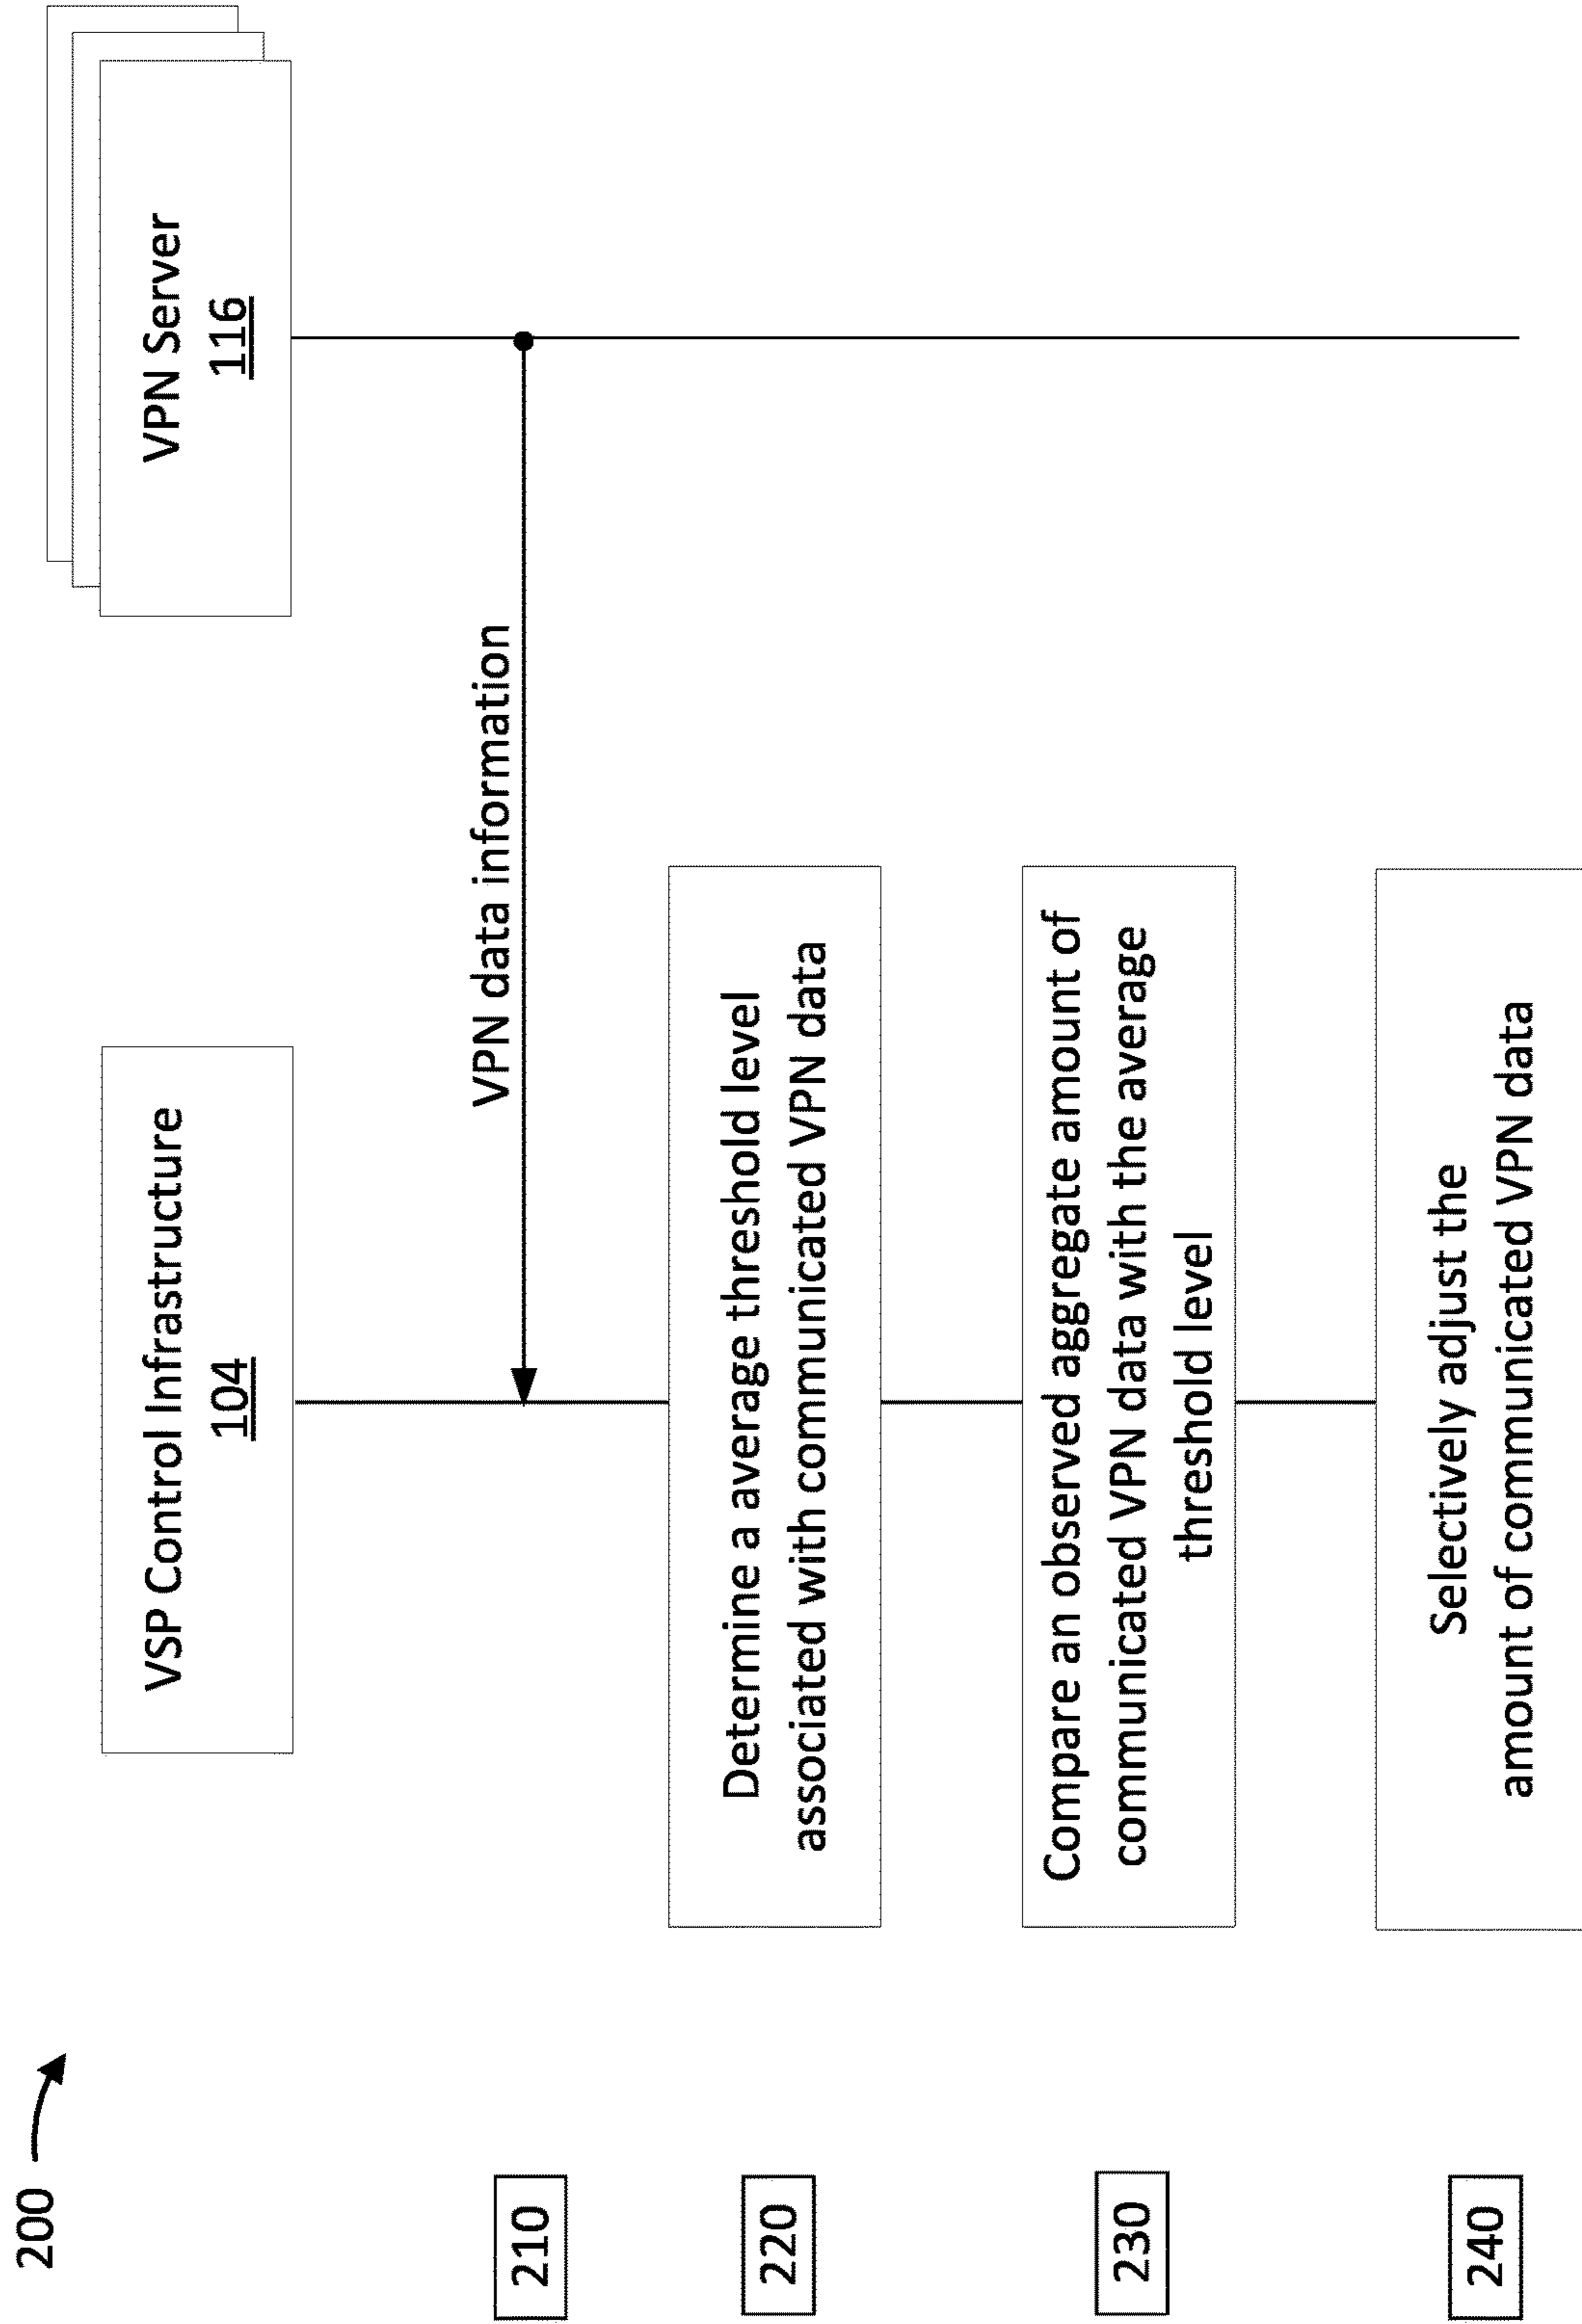 200
VSP Control Infrastructure
104
VPN Server
116
210
VPN data information
220
Determine a average threshold level
associated with communicated VPN data
230
Compare an observed aggregate amount of
communicated VPN data with the average
threshold level
240
Selectively adjust the
amount of communicated VPN data